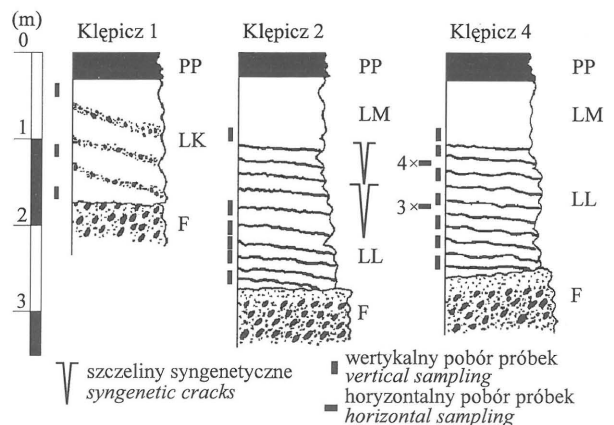 (m)
0
1
2
3
Klępicz 1
PP
LK
F
Klępicz 2
PP
LM
LL
F
Klępicz 4
PP
LM
4×
3×
LL
F
szczeliny syngenetyczne
syngenetic cracks
wertykalny pobór próbek
vertical sampling
horyzontalny pobór próbek
horizontal sampling